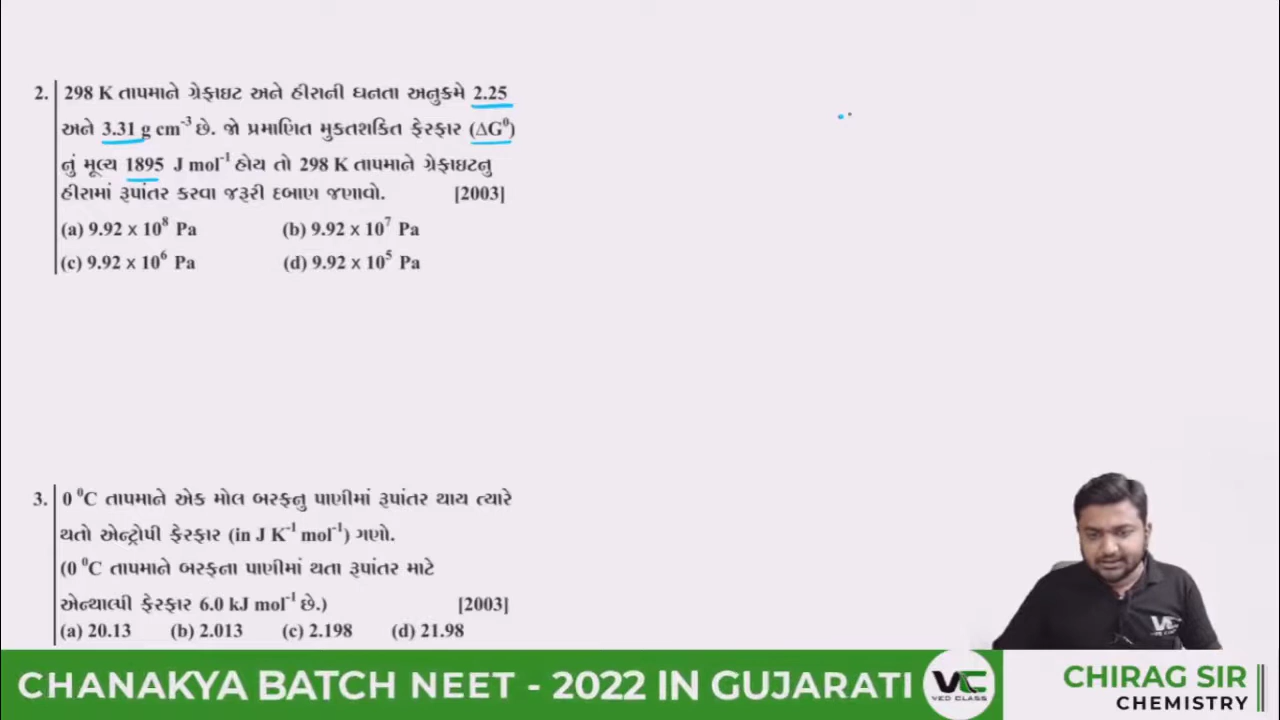 2. 298 K તાપમાને ગ્રેફાઇટ અને હીરાની ઘનતા અનુક્રમે 2.25
અને 3.31 g cm⁻³ છે. જો પ્રમાણિત મુકતશકિત ફેરફાર (ΔG⁰)
નું મૂલ્ય 1895 J mol⁻¹ હોય તો 298 K તાપમાને ગ્રેફાઇટનુ
હીરામાં રૂપાંતર કરવા જરૂરી દબાણ જણાવો. [2003]
(a) 9.92 x 10⁸ Pa (b) 9.92 x 10⁷ Pa
(c) 9.92 x 10⁶ Pa (d) 9.92 x 10⁵ Pa
3. 0 ⁰C તાપમાને એક મોલ બરફનુ પાણીમાં રૂપાંતર થાય ત્યારે
થતો એન્ટ્રોપી ફેરફાર (in J K⁻¹ mol⁻¹) ગણો.
(0 ⁰C તાપમાને બરફના પાણીમાં થતા રૂપાંતર માટે
એન્થાલ્પી ફેરફાર 6.0 kJ mol⁻¹ છે.) [2003]
(a) 20.13 (b) 2.013 (c) 2.198 (d) 21.98
CHANAKYA BATCH NEET - 2022 IN GUJARATI
VC
VED CLASS
CHIRAG SIR
CHEMISTRY